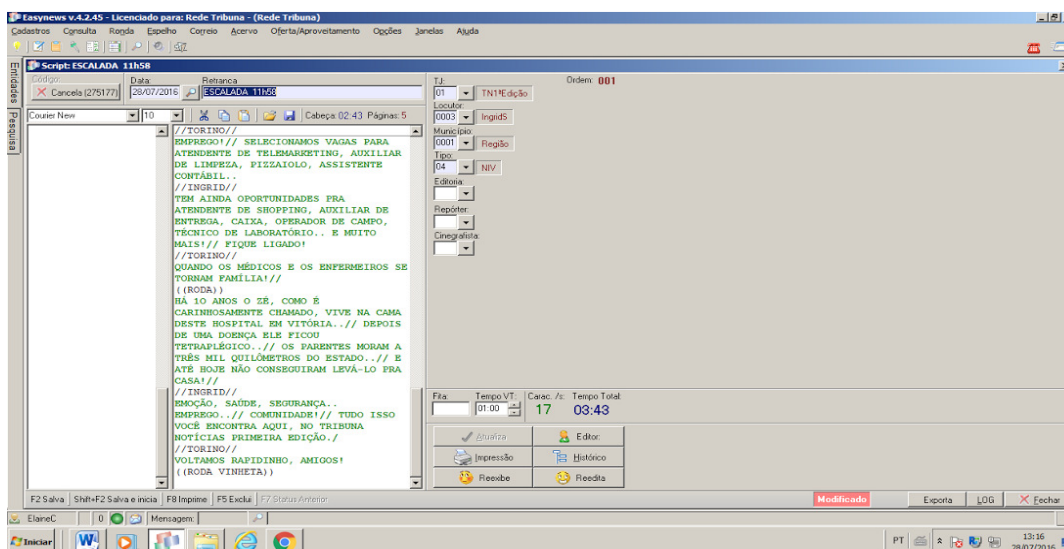 Easynews v.4.2.45 - Licenciado para: Rede Tribuna - (Rede Tribuna)
Cadastros Consulta Ronda Espelho Correio Acervo Oferta/Aproveitamento Opções Janelas Ajuda
Entidades
Pesquisa
Script: ESCALADA 11h58
Código:
Data:
Retranca
Cancela (275177)
28/07/2016
ESCALADA 11h58
Courier New
10
Cabeça: 02:43 Páginas: 5
//TORINO//
EMPREGO!// SELECIONAMOS VAGAS PARA
ATENDENTE DE TELEMARKETING, AUXILIAR
DE LIMPEZA, PIZZAIOLO, ASSISTENTE
CONTÁBIL..
//INGRID//
TEM AINDA OPORTUNIDADES PRA
ATENDENTE DE SHOPPING, AUXILIAR DE
ENTREGA, CAIXA, OPERADOR DE CAMPO,
TÉCNICO DE LABORATÓRIO.. E MUITO
MAIS!// FIQUE LIGADO!
//TORINO//
QUANDO OS MÉDICOS E OS ENFERMEIROS SE
TORNAM FAMÍLIA!//
((RODA))
HÁ 10 ANOS O ZÉ, COMO É
CARINHOSAMENTE CHAMADO, VIVE NA CAMA
DESTE HOSPITAL EM VITÓRIA..// DEPOIS
DE UMA DOENÇA ELE FICOU
TETRAPLÉGICO..// OS PARENTES MORAM A
TRÊS MIL QUILÔMETROS DO ESTADO..// E
ATÉ HOJE NÃO CONSEGUIRAM LEVÁ-LO PRA
CASA!//
//INGRID//
EMOÇÃO, SAÚDE, SEGURANÇA..
EMPREGO..// COMUNIDADE!// TUDO ISSO
VOCÊ ENCONTRA AQUI, NO TRIBUNA
NOTÍCIAS PRIMEIRA EDIÇÃO./
//TORINO//
VOLTAMOS RAPIDINHO, AMIGOS!
((RODA VINHETA))
TJ:
Ordem: 001
01 TN1ªEdição
Locutor:
0003 IngridS
Município:
0001 Região
Tipo:
04 NIV
Editoria:
Repórter:
Cinegrafista:
Fita: Tempo VT: Carac. /s: Tempo Total:
01:00 17 03:43
Atualiza Editor:
Impressão Histórico
Reexibe Reedita
F2 Salva Shift+F2 Salva e inicia F8 Imprime F5 Exclui F7 Status Anterior
Modificado Exporta LOG Fechar
ElaineC 0 Mensagem:
Iniciar
PT 13:16
28/07/2016